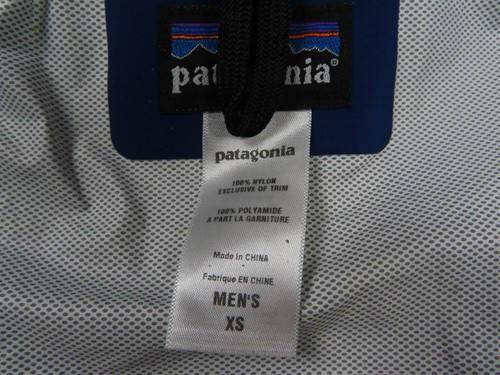 patagonia®
patagonia
100% NYLON
EXCLUSIVE OF TRIM
100% POLYAMIDE
A PART LA GARNITURE
Made in CHINA
Fabrique EN CHINE
MEN'S
XS